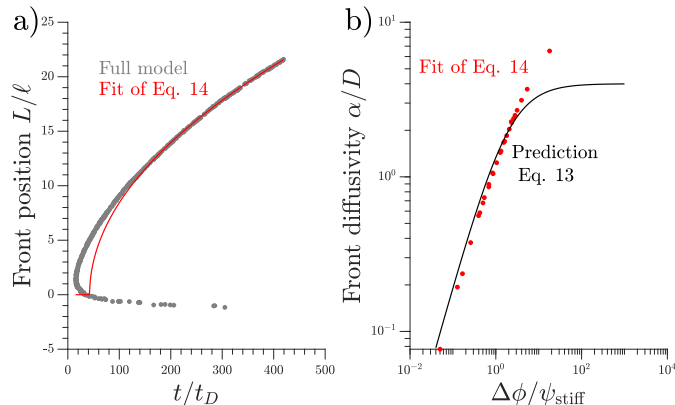 a)
Front position L/ℓ
25
20
15
10
5
0
-5
Full model
Fit of Eq. 14
0
100
200
300
400
500
t/t_D
b)
Front diffusivity α/D
10^1
10^0
10^{-1}
Fit of Eq. 14
Prediction
Eq. 13
10^{-2}
10^0
10^2
10^4
Δϕ/ψ_stiff